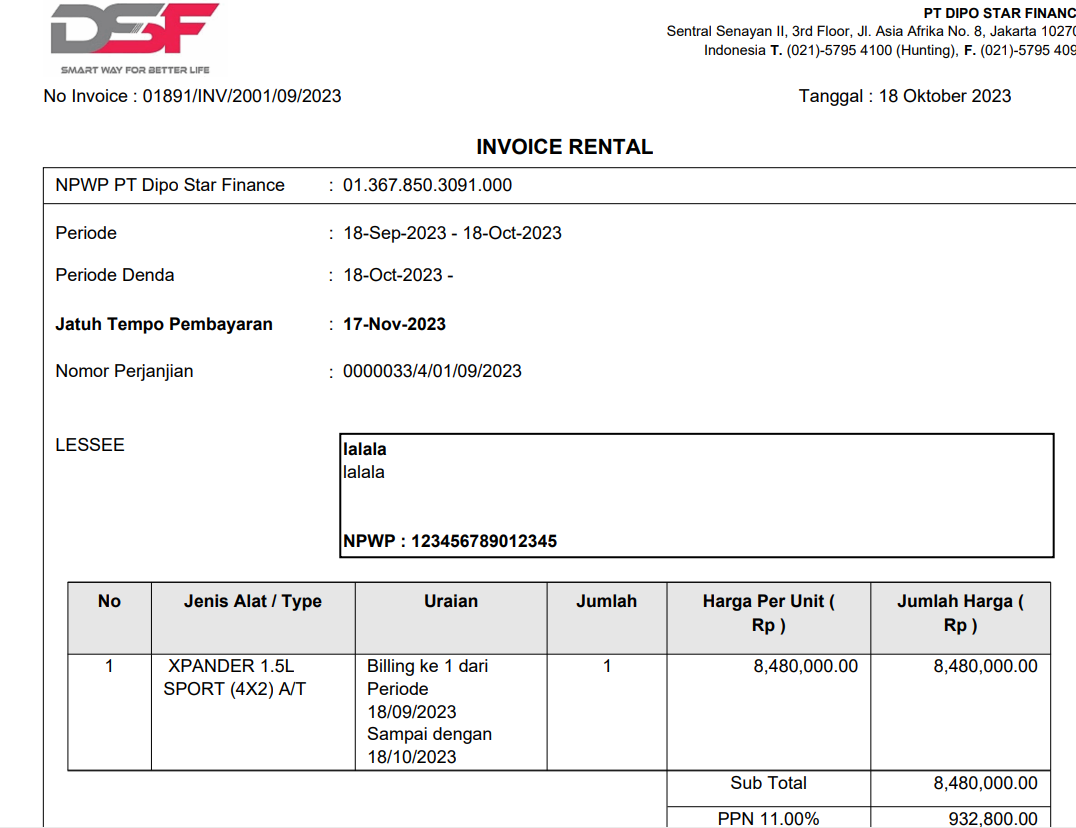 DSF
SMART WAY FOR BETTER LIFE
PT DIPO STAR FINANC
Sentral Senayan II, 3rd Floor, Jl. Asia Afrika No. 8, Jakarta 10270
Indonesia T. (021)-5795 4100 (Hunting), F. (021)-5795 409
No Invoice : 01891/INV/2001/09/2023
Tanggal : 18 Oktober 2023
INVOICE RENTAL
NPWP PT Dipo Star Finance : 01.367.850.3091.000
Periode : 18-Sep-2023 - 18-Oct-2023
Periode Denda : 18-Oct-2023 -
Jatuh Tempo Pembayaran : 17-Nov-2023
Nomor Perjanjian : 0000033/4/01/09/2023
LESSEE
lalala
lalala
NPWP : 123456789012345
No Jenis Alat / Type Uraian Jumlah Harga Per Unit ( Jumlah Harga (
Rp ) Rp )
1 XPANDER 1.5L Billing ke 1 dari 1 8,480,000.00 8,480,000.00
SPORT (4X2) A/T Periode
18/09/2023
Sampai dengan
18/10/2023
Sub Total 8,480,000.00
PPN 11.00% 932,800.00